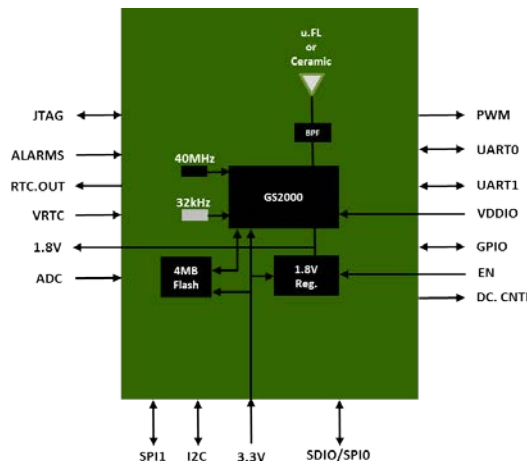 u.FL
or
Ceramic
JTAG
PWM
BPF
ALARMS
UART0
40MHz
RTC.OUT
GS2000
UART1
32kHz
VRTC
VDDIO
1.8V
GPIO
4MB
Flash
1.8V
Reg.
ADC
EN
DC. CNTL
SPI1
I2C
3.3V
SDIO/SPI0